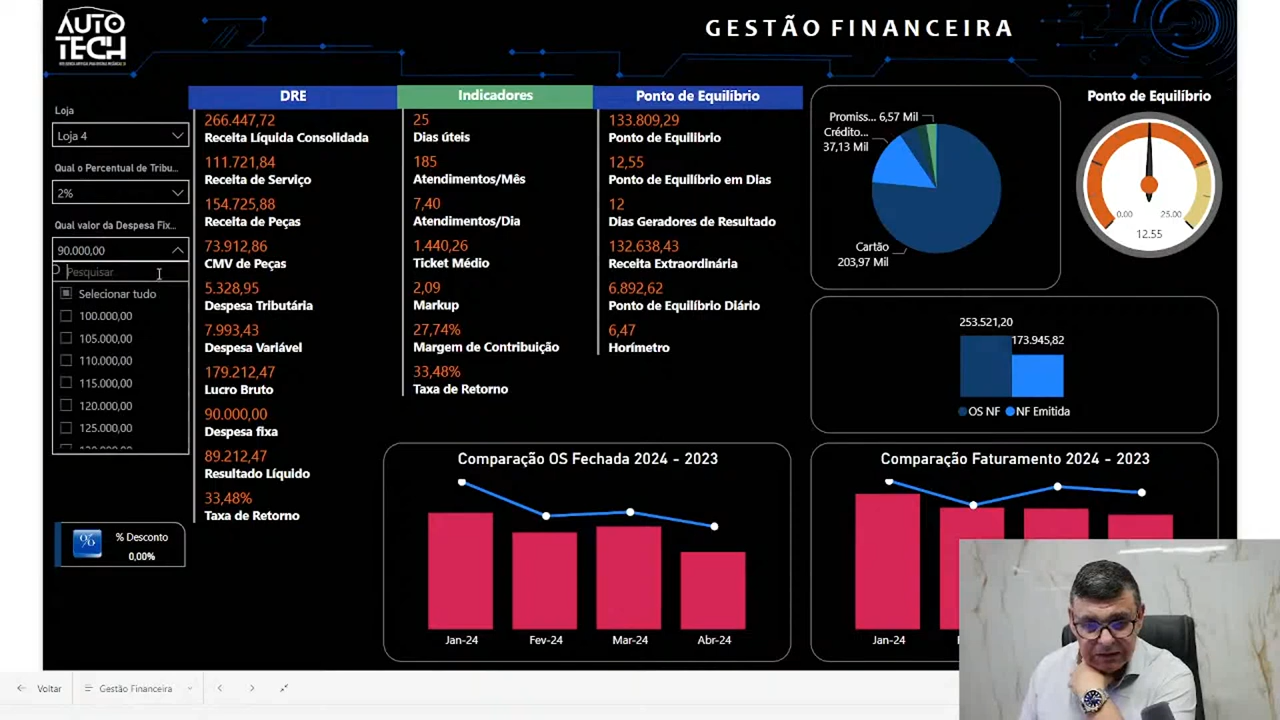 AUTO
TECH
GESTÃO FINANCEIRA
Loja
Loja 4
Qual o Percentual de Tribu...
2%
Qual valor da Despesa Fix...
90.000,00
Pesquisar
Selecionar tudo
100.000,00
105.000,00
110.000,00
115.000,00
120.000,00
125.000,00
% Desconto
0,00%
DRE
266.447,72
Receita Líquida Consolidada
111.721,84
Receita de Serviço
154.725,88
Receita de Peças
73.912,86
CMV de Peças
5.328,95
Despesa Tributária
7.993,43
Despesa Variável
179.212,47
Lucro Bruto
90.000,00
Despesa fixa
89.212,47
Resultado Líquido
33,48%
Taxa de Retorno
Indicadores
25
Dias úteis
185
Atendimentos/Mês
7,40
Atendimentos/Dia
1.440,26
Ticket Médio
2,09
Markup
27,74%
Margem de Contribuição
33,48%
Taxa de Retorno
Ponto de Equilíbrio
133.809,29
Ponto de Equilibrio
12,55
Ponto de Equilíbrio em Dias
12
Dias Geradores de Resultado
132.638,43
Receita Extraordinária
6.892,62
Ponto de Equilíbrio Diário
6,47
Horímetro
Promiss... 6,57 Mil
Crédito...
37,13 Mil
Cartão
203,97 Mil
Ponto de Equilíbrio
0.00 25.00
12.55
253.521,20
173.945,82
OS NF NF Emitida
Comparação OS Fechada 2024 - 2023
Jan-24 Fev-24 Mar-24 Abr-24
Comparação Faturamento 2024 - 2023
Jan-24
Voltar
Gestão Financeira